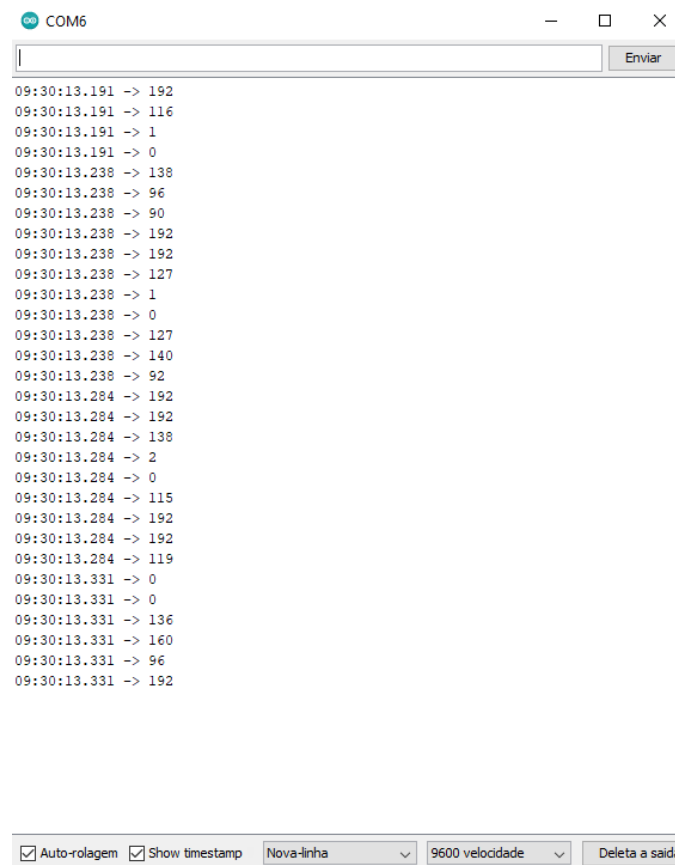 COM6
Enviar
09:30:13.191 -> 192
09:30:13.191 -> 116
09:30:13.191 -> 1
09:30:13.191 -> 0
09:30:13.238 -> 138
09:30:13.238 -> 96
09:30:13.238 -> 90
09:30:13.238 -> 192
09:30:13.238 -> 192
09:30:13.238 -> 127
09:30:13.238 -> 1
09:30:13.238 -> 0
09:30:13.238 -> 127
09:30:13.238 -> 140
09:30:13.238 -> 92
09:30:13.284 -> 192
09:30:13.284 -> 192
09:30:13.284 -> 138
09:30:13.284 -> 2
09:30:13.284 -> 0
09:30:13.284 -> 115
09:30:13.284 -> 192
09:30:13.284 -> 192
09:30:13.284 -> 119
09:30:13.331 -> 0
09:30:13.331 -> 0
09:30:13.331 -> 136
09:30:13.331 -> 160
09:30:13.331 -> 96
09:30:13.331 -> 192
Auto-rolagem Show timestamp Nova-linha 9600 velocidade Deleta a saida